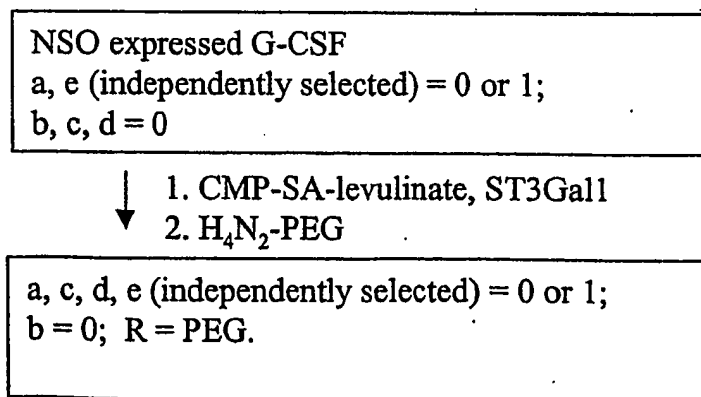 NSO expressed G-CSF
a, e (independently selected) = 0 or 1;
b, c, d = 0
1. CMP-SA-levulinate, ST3Gal1
2. H₄N₂-PEG
a, c, d, e (independently selected) = 0 or 1;
b = 0; R = PEG.